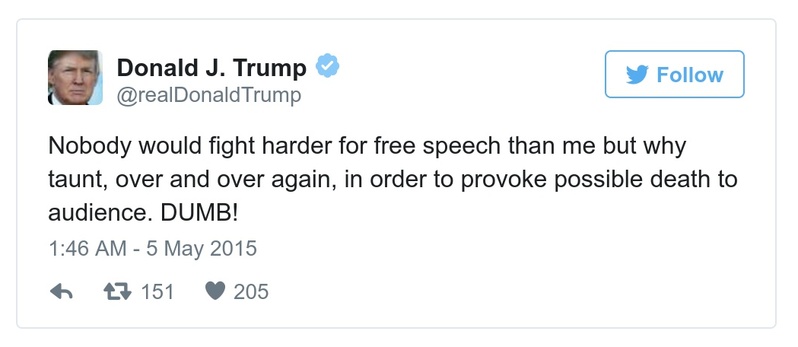 Donald J. Trump
@realDonaldTrump
Follow
Nobody would fight harder for free speech than me but why
taunt, over and over again, in order to provoke possible death to
audience. DUMB!
1:46 AM - 5 May 2015
151 205